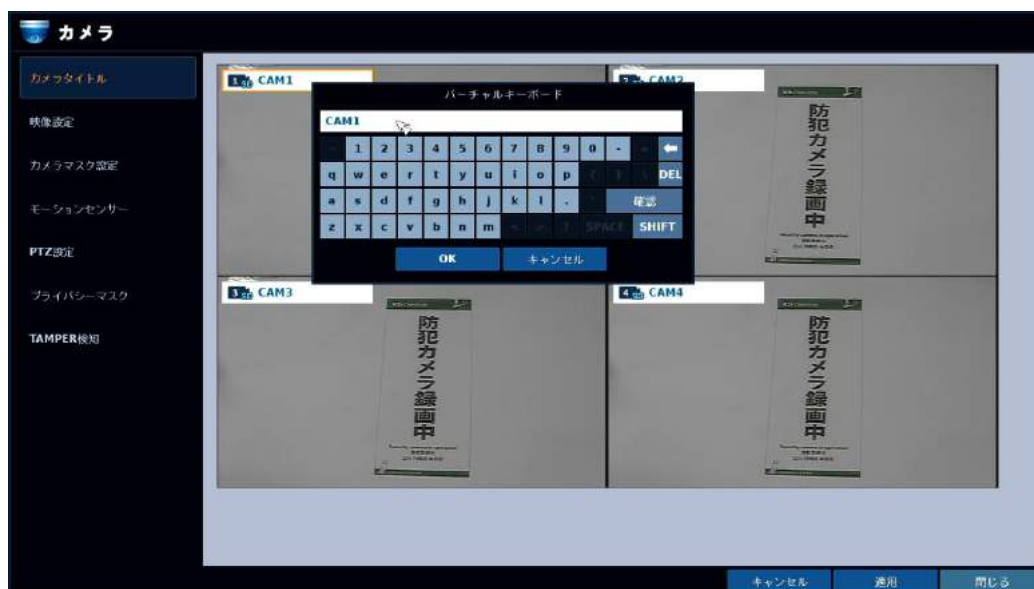 カメラ
カメラタイトル
映像設定
カメラマスク設定
モーションセンサー
PTZ設定
プライバシーマスク
TAMPER検知
1 CAM1
CAM2
バーチャルキーボード
CAM1
1 2 3 4 5 6 7 8 9 0 -
q w e r t y u i o p DEL
a s d f g h j k l . 確認
z x c v b n m SPACE SHIFT
OK キャンセル
防犯カメラ録画中
3 CAM3
4 CAM4
防犯カメラ録画中
防犯カメラ録画中
キャンセル 適用 閉じる